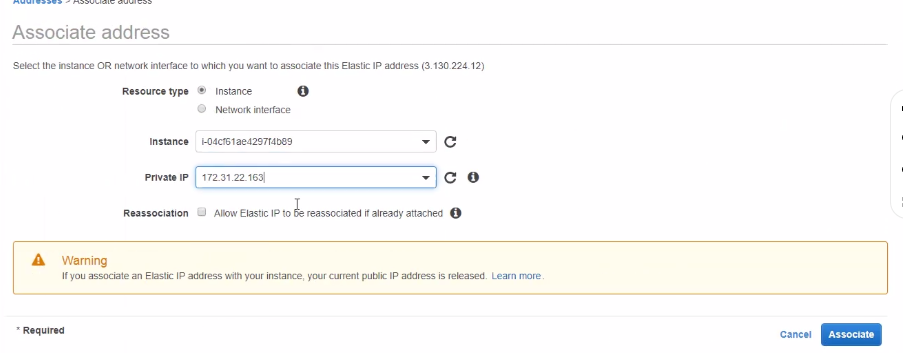 Addresses > Associate address
Associate address
Select the instance OR network interface to which you want to associate this Elastic IP address (3.130.224.12)
Resource type Instance
Network interface
Instance i-04cf61ae4297f4b89
Private IP 172.31.22.163
Reassociation Allow Elastic IP to be reassociated if already attached
Warning
If you associate an Elastic IP address with your instance, your current public IP address is released. Learn more.
* Required
Cancel Associate